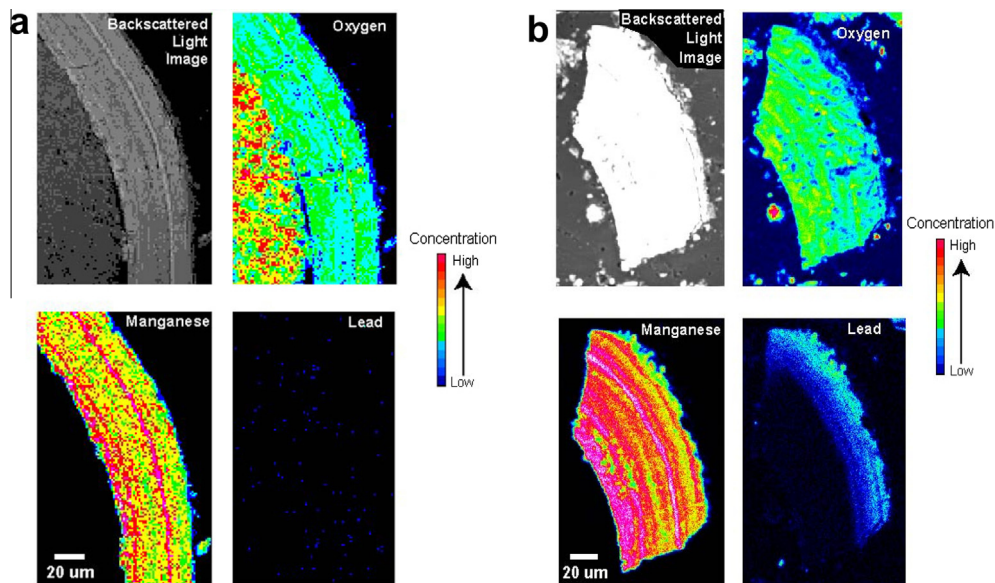 a
Backscattered
Light
Image
Oxygen
Concentration
High
Low
Manganese
20 um
Lead
b
Backscattered
Light
Image
Oxygen
Concentration
High
Low
Manganese
20 um
Lead